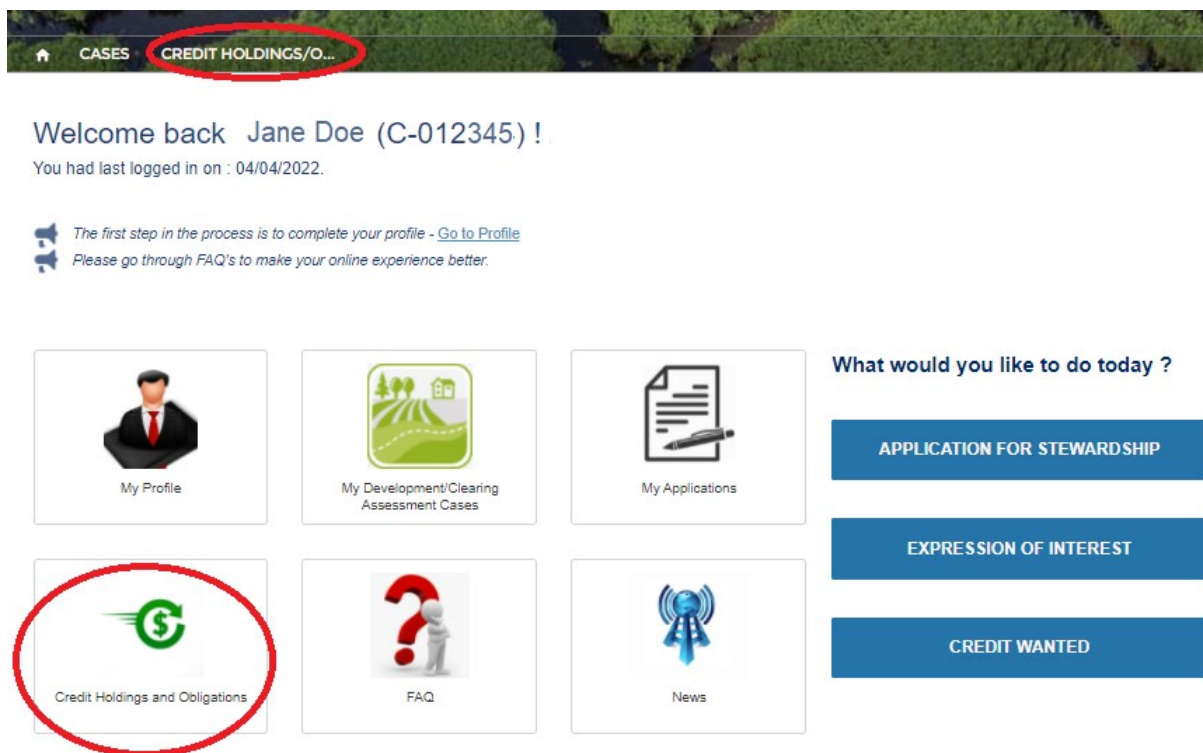 CASES CREDIT HOLDINGS/O...
Welcome back Jane Doe (C-012345) !
You had last logged in on : 04/04/2022.
The first step in the process is to complete your profile - Go to Profile
Please go through FAQ's to make your online experience better.
What would you like to do today ?
My Profile
My Development/Clearing
Assessment Cases
My Applications
APPLICATION FOR STEWARDSHIP
EXPRESSION OF INTEREST
CREDIT WANTED
Credit Holdings and Obligations
FAQ
News